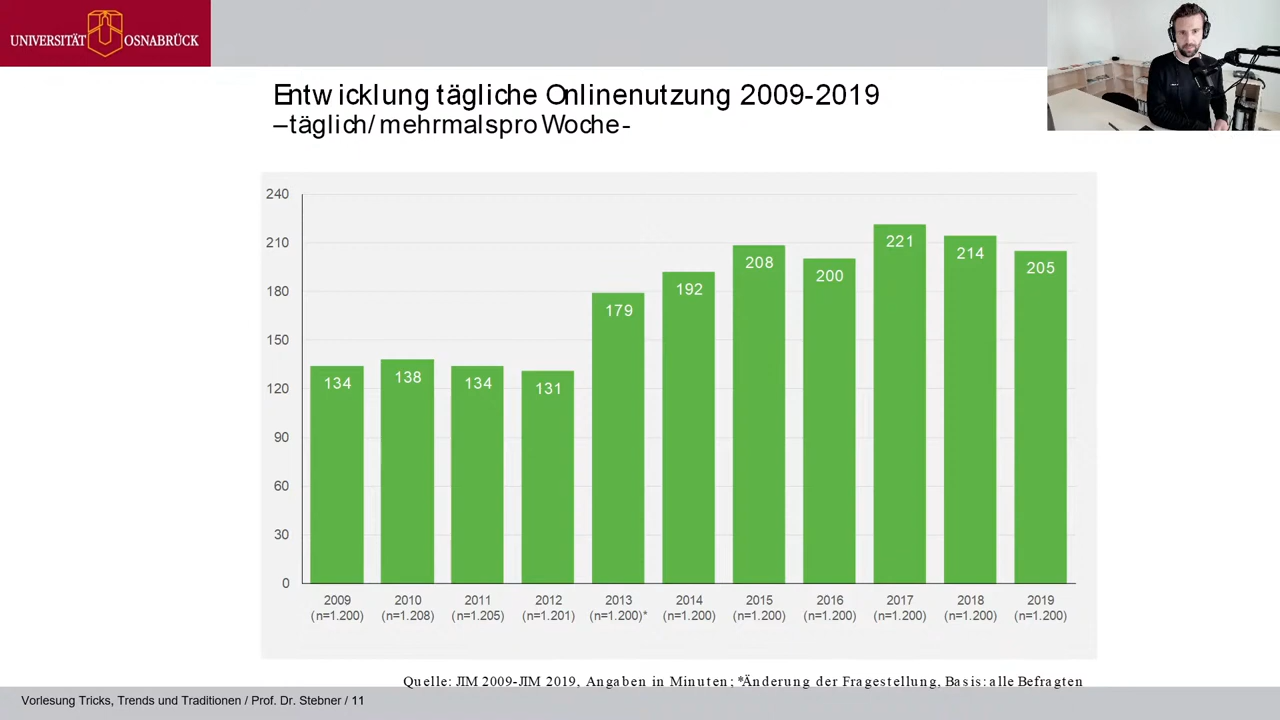 UNIVERSITÄT OSNABRÜCK
Entwicklung tägliche Onlinenutzung 2009-2019
–täglich/mehrmals pro Woche-
240
210
180
150
120
90
60
30
0
134
138
134
131
179
192
208
200
221
214
205
2009 2010 2011 2012 2013 2014 2015 2016 2017 2018 2019
(n=1.200) (n=1.208) (n=1.205) (n=1.201) (n=1.200)* (n=1.200) (n=1.200) (n=1.200) (n=1.200) (n=1.200) (n=1.200)
Quelle: JIM 2009-JIM 2019, Angaben in Minuten; *Änderung der Fragestellung, Basis: alle Befragten
Vorlesung Tricks, Trends und Traditionen / Prof. Dr. Stebner / 11